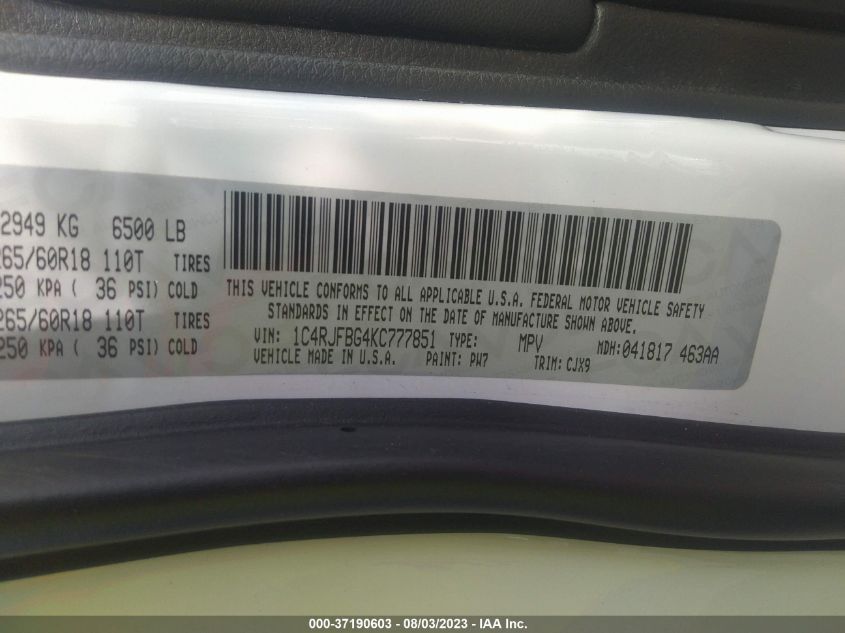 2949 KG 6500 LB
265/60R18 110T TIRES
250 KPA ( 36 PSI) COLD
265/60R18 110T TIRES
250 KPA ( 36 PSI) COLD
THIS VEHICLE CONFORMS TO ALL APPLICABLE U.S.A. FEDERAL MOTOR VEHICLE SAFETY
STANDARDS IN EFFECT ON THE DATE OF MANUFACTURE SHOWN ABOVE.
VIN: 1C4RJFBG4KC777851 TYPE: MPV MDH:041817 463AA
VEHICLE MADE IN U.S.A. PAINT: PW7 TRIM: CJX9
000-37190603 - 08/03/2023 - IAA Inc.